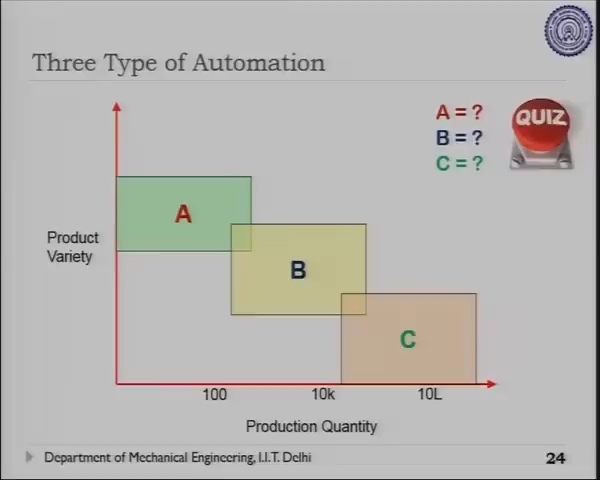 Three Type of Automation
A = ?
B = ?
C = ?
QUIZ
A
Product
Variety
B
C
100 10k 10L
Production Quantity
Department of Mechanical Engineering, I.I.T. Delhi 24